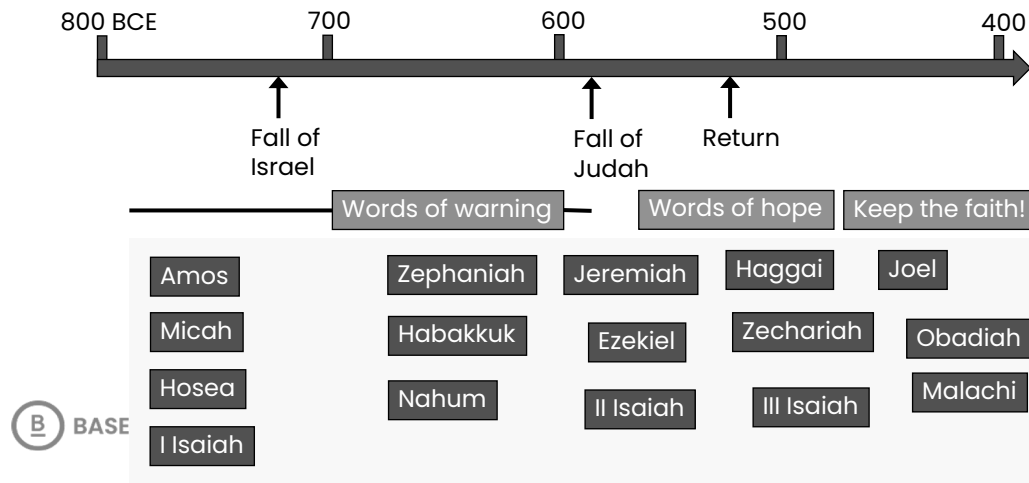 800 BCE 700 600 500 400
Fall of
Israel
Fall of
Judah
Return
Words of warning Words of hope Keep the faith!
Amos Zephaniah Jeremiah Haggai Joel
Micah Habakkuk Ezekiel Zechariah Obadiah
Hosea Nahum II Isaiah III Isaiah Malachi
I Isaiah
B BASE